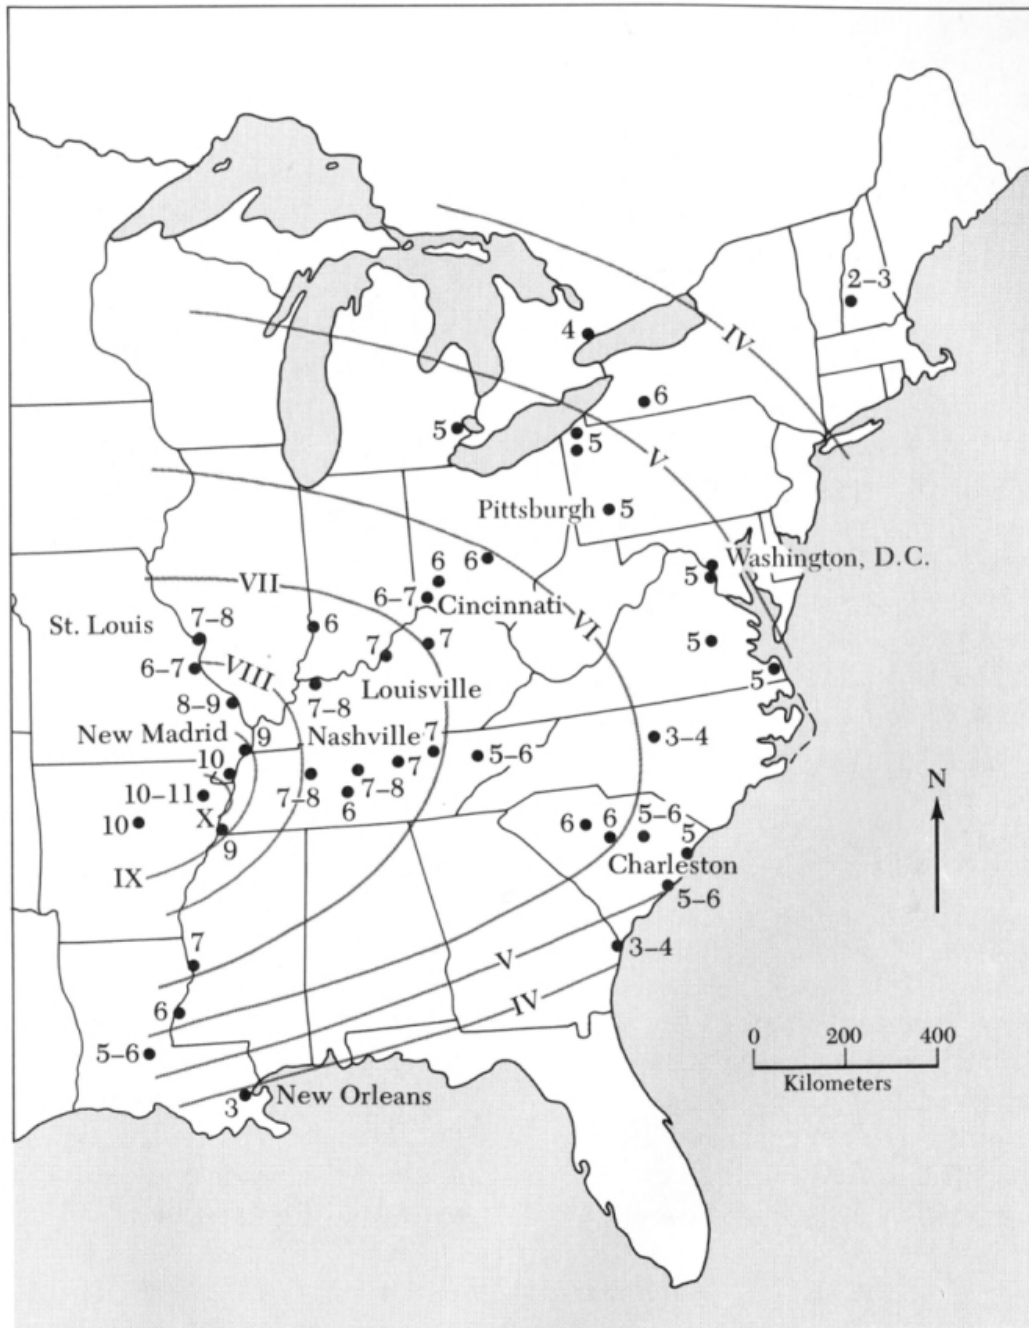 2–3
IV
4
6
5
5
V
Pittsburgh
5
Washington, D.C.
5
6
6
VII
6–7
Cincinnati
7–8
St. Louis
6
VI
7
7
5
6–7
VIII
5
Louisville
8–9
7–8
New Madrid
9
Nashville
7
3–4
5–6
N
10
7
7–8
7–8
10–11
6
5–6
10
X
6
6
5
9
Charleston
IX
5–6
3–4
7
V
IV
6
0
200
400
5–6
Kilometers
New Orleans
3